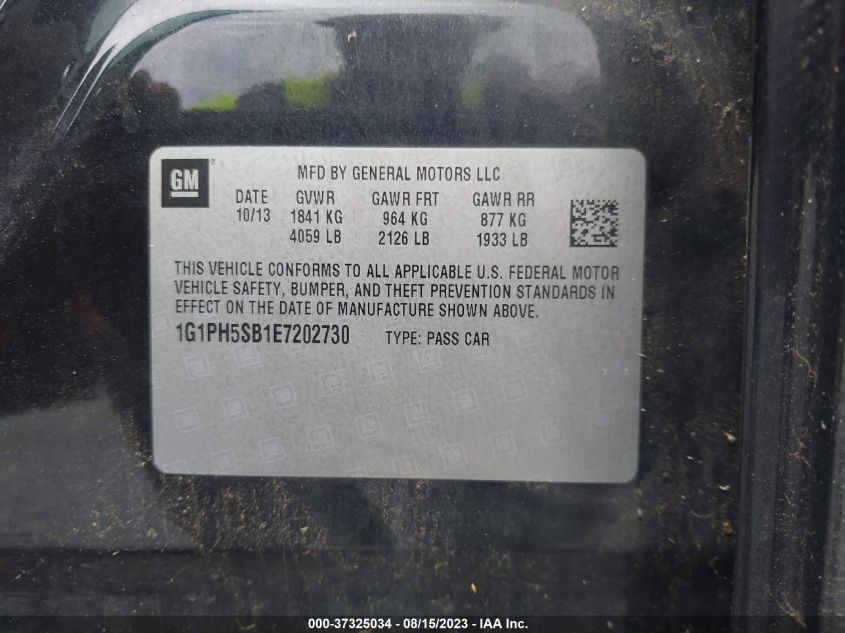 GM
MFD BY GENERAL MOTORS LLC
DATE GVWR GAWR FRT GAWR RR
10/13 1841 KG 964 KG 877 KG
4059 LB 2126 LB 1933 LB
THIS VEHICLE CONFORMS TO ALL APPLICABLE U.S. FEDERAL MOTOR
VEHICLE SAFETY, BUMPER, AND THEFT PREVENTION STANDARDS IN
EFFECT ON THE DATE OF MANUFACTURE SHOWN ABOVE.
1G1PH5SB1E7202730 TYPE: PASS CAR
000-37325034 - 08/15/2023 - IAA Inc.